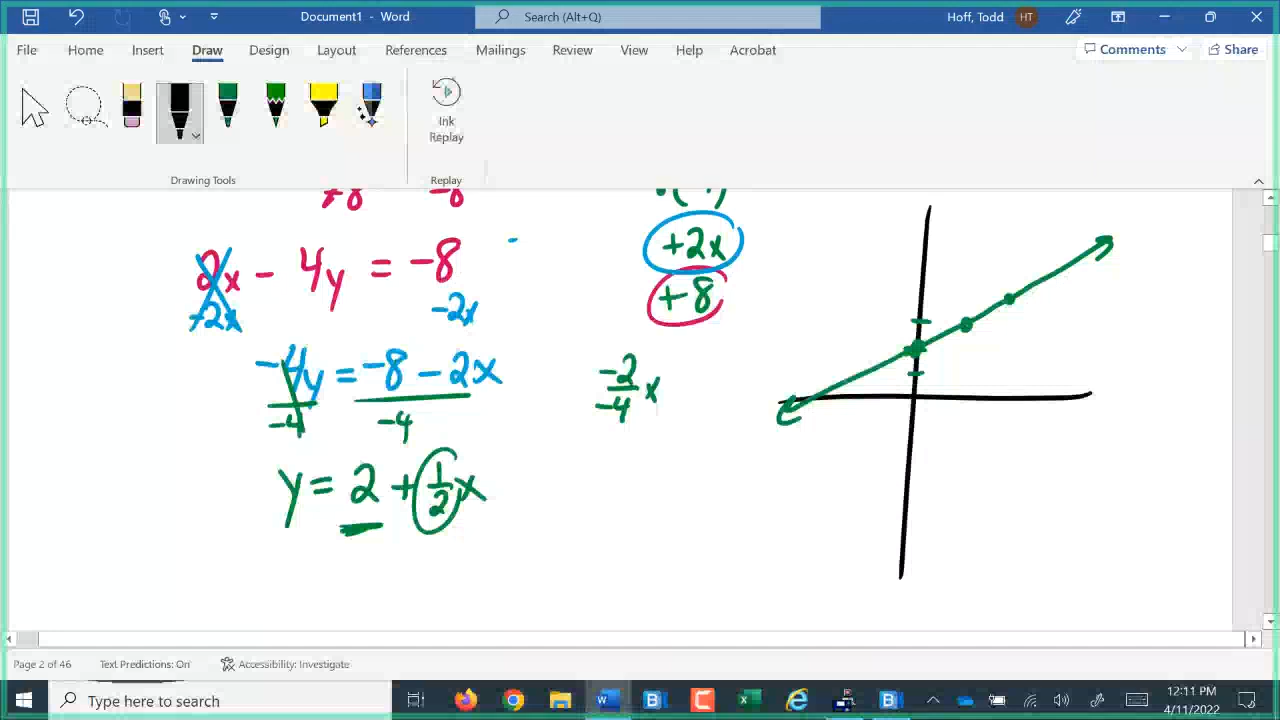 Document1 - Word
Search (Alt+Q)
Hoff, Todd HT
File Home Insert Draw Design Layout References Mailings Review View Help Acrobat Comments Share
Ink Replay
Drawing Tools
Replay
+8 -8
2x - 4y = -8
-2x -2x
+2x
+8
-4y = -8 - 2x
-4 -4
-2/-4 x
y = 2 + 1/2 x
Page 2 of 46 Text Predictions: On Accessibility: Investigate
Type here to search
12:11 PM
4/11/2022